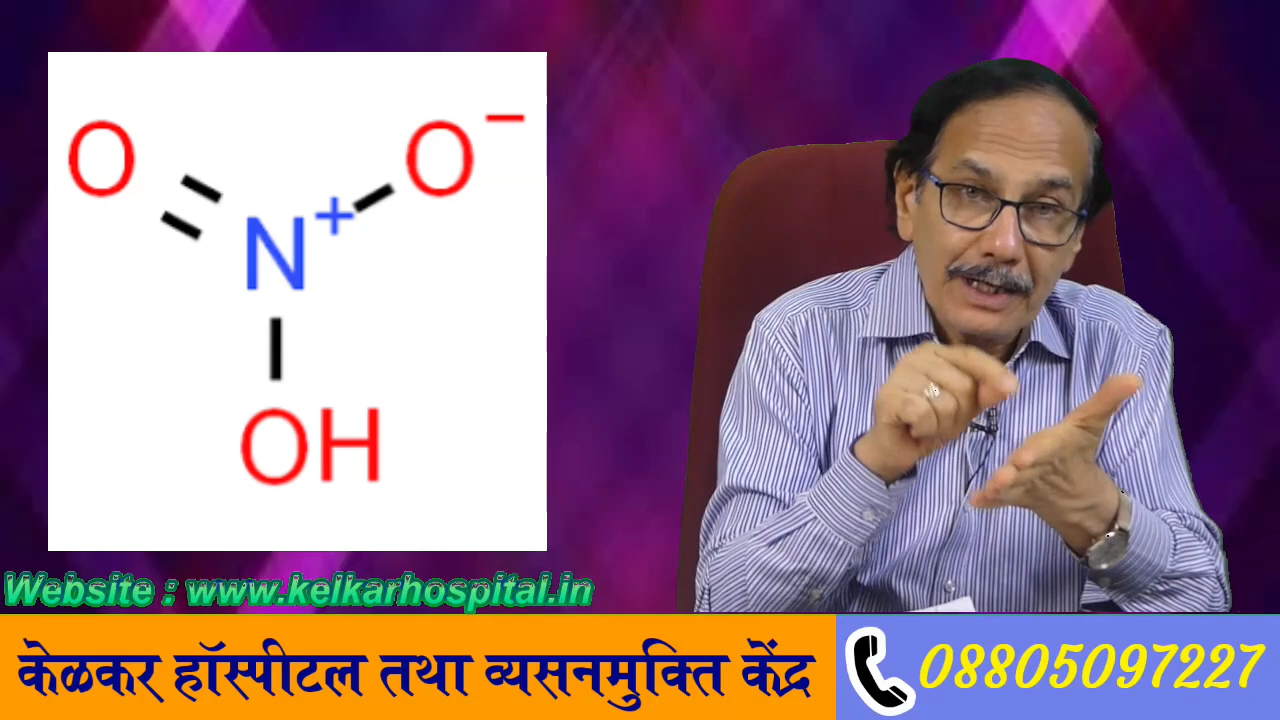 O O−
N+
OH
Website : www.kelkarhospital.in
केळकर हॉस्पीटल तथा व्यसनमुक्ति केंद्र
08805097227